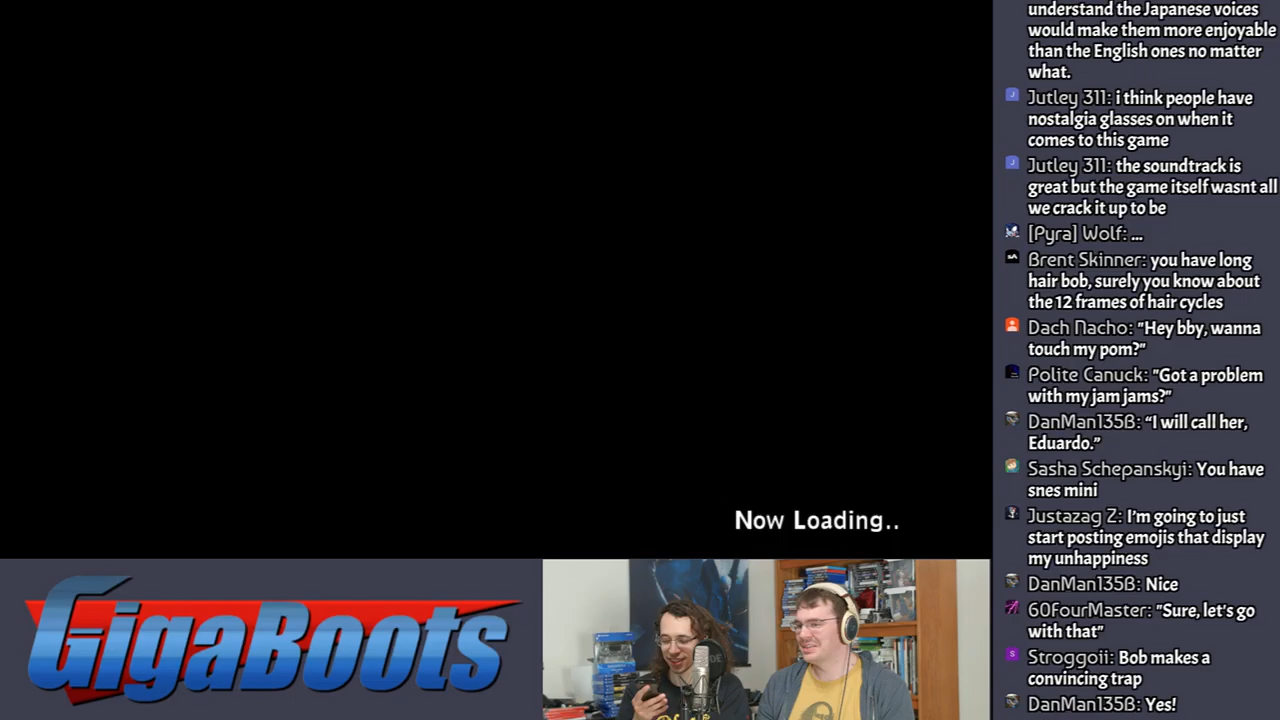 understand the Japanese voices
would make them more enjoyable
than the English ones no matter
what.
Jutley 311: i think people have
nostalgia glasses on when it
comes to this game
Jutley 311: the soundtrack is
great but the game itself wasnt all
we crack it up to be
[Pyra] Wolf: ...
Brent Skinner: you have long
hair bob, surely you know about
the 12 frames of hair cycles
Dach Nacho: "Hey bby, wanna
touch my pom?"
Polite Canuck: "Got a problem
with my jam jams?"
DanMan135B: “I will call her,
Eduardo.”
Sasha Schepanskyi: You have
snes mini
Justazag Z: I’m going to just
start posting emojis that display
my unhappiness
DanMan135B: Nice
60FourMaster: "Sure, let's go
with that"
Stroggoii: Bob makes a
convincing trap
DanMan135B: Yes!
Now Loading..
GigaBoots